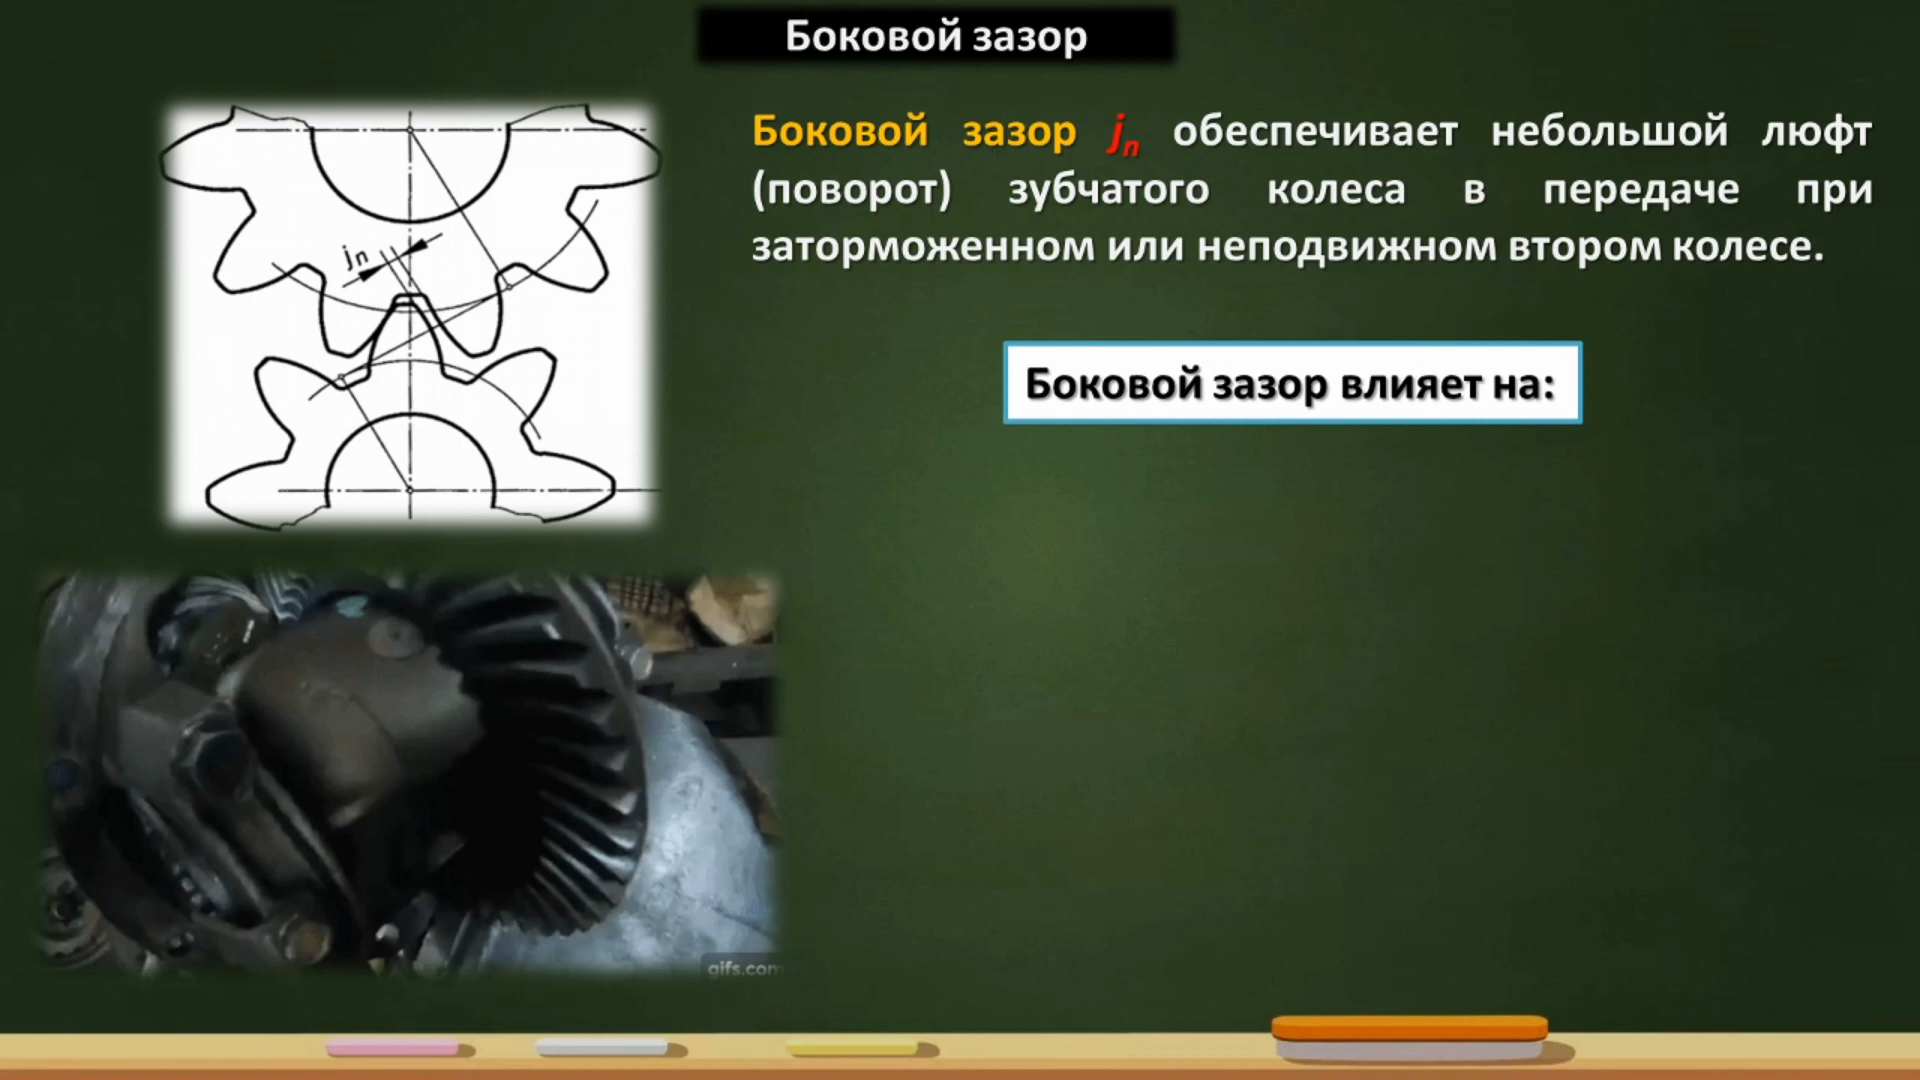 Боковой зазор
Боковой зазор jn обеспечивает небольшой люфт
(поворот) зубчатого колеса в передаче при
заторможенном или неподвижном втором колесе.
jn
Боковой зазор влияет на:
gifs.com